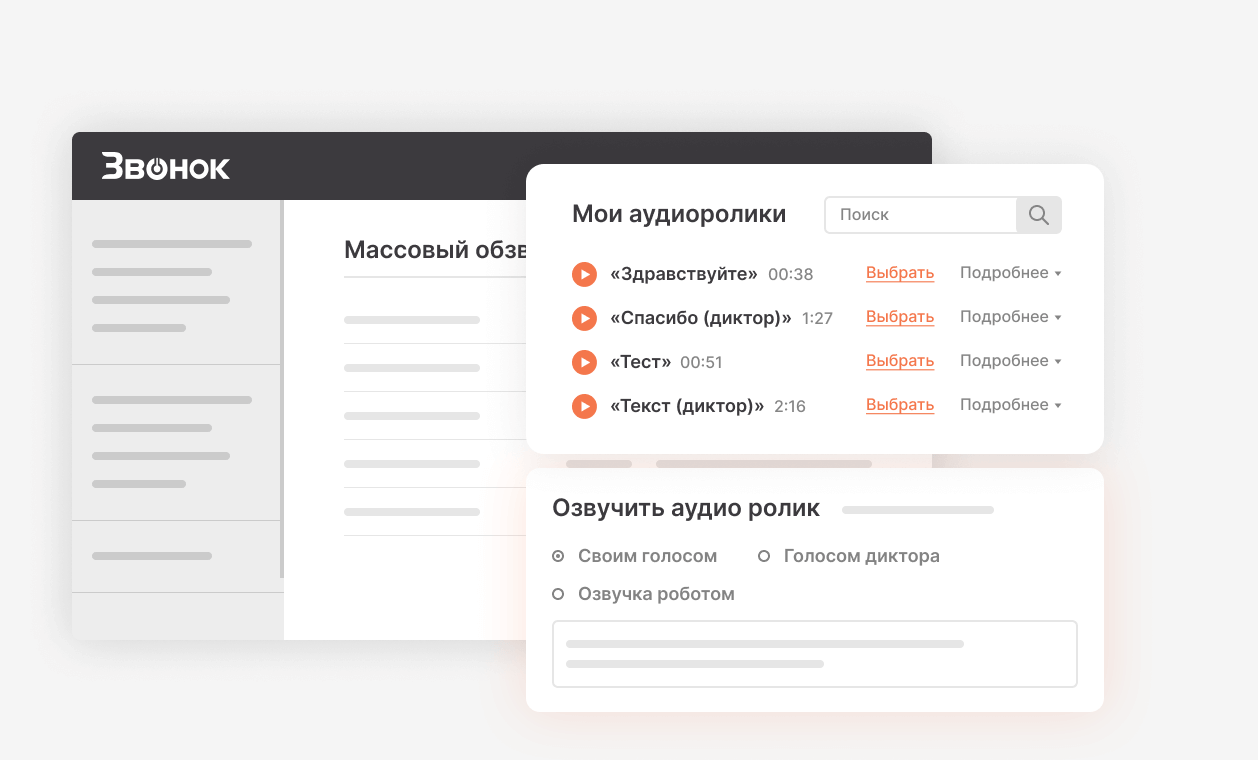 Звонок
Массовый обзв
Мои аудиоролики
Поиск
«Здравствуйте» 00:38 Выбрать Подробнее
«Спасибо (диктор)» 1:27 Выбрать Подробнее
«Тест» 00:51 Выбрать Подробнее
«Текст (диктор)» 2:16 Выбрать Подробнее
Озвучить аудио ролик
Своим голосом Голосом диктора
Озвучка роботом